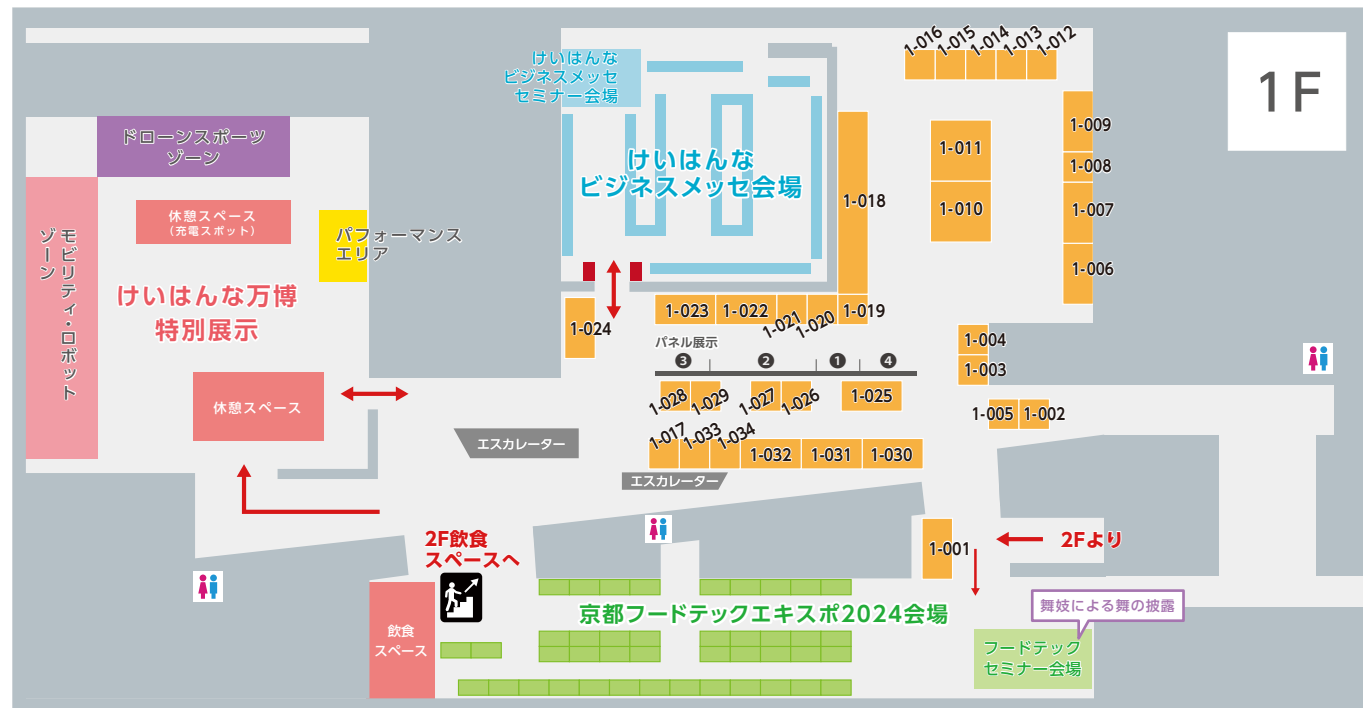 1F
けいはんな
ビジネスメッセ
セミナー会場
けいはんな
ビジネスメッセ会場
ドローンスポーツ
ゾーン
休憩スペース
(充電スポット)
パフォーマンス
エリア
モビリティ・ロボット
ゾーン
けいはんな万博
特別展示
休憩スペース
1-016
1-015
1-014
1-013
1-012
1-009
1-008
1-007
1-006
1-011
1-010
1-018
1-019
1-020
1-021
1-022
1-023
1-024
パネル展示
❸
❷
❶
❹
1-004
1-003
1-005
1-002
1-028
1-029
1-027
1-026
1-025
1-017
1-033
1-034
1-032
1-031
1-030
エスカレーター
エスカレーター
1-001
2Fより
2F飲食
スペースへ
飲食
スペース
京都フードテックエキスポ2024会場
舞妓による舞の披露
フードテック
セミナー会場